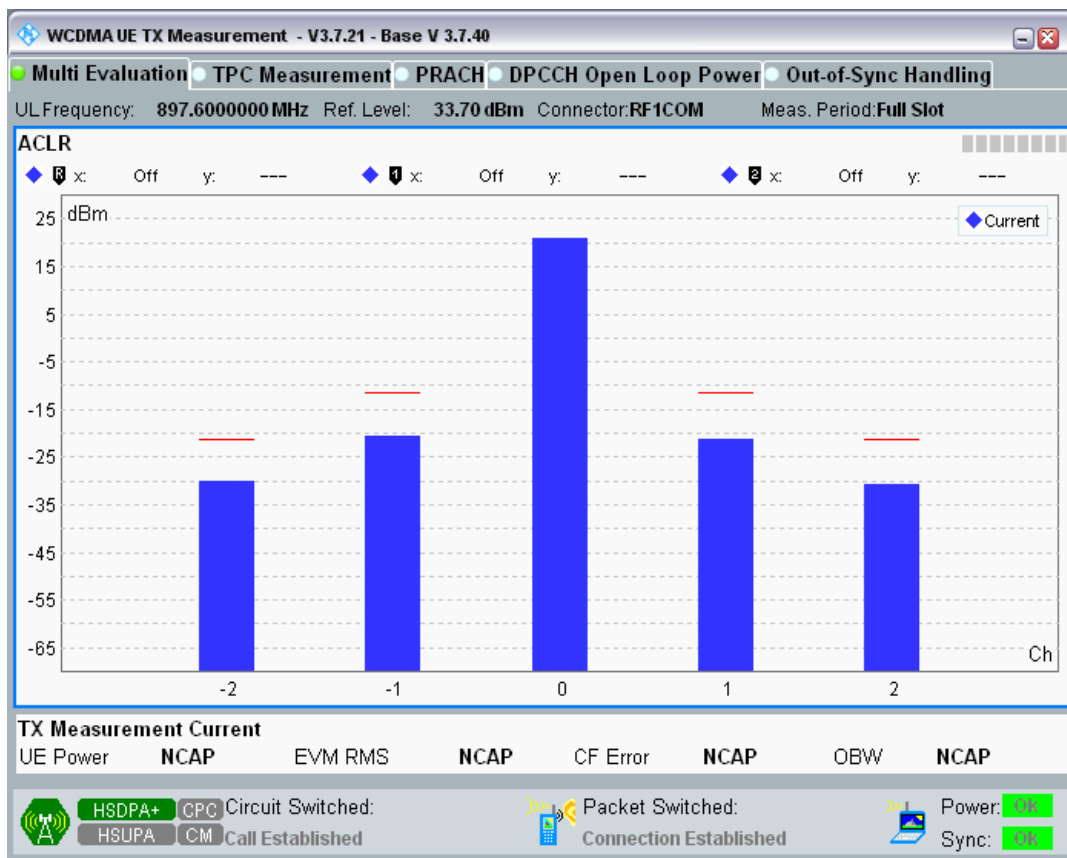 WCDMA UE TX Measurement - V3.7.21 - Base V 3.7.40
Multi Evaluation TPC Measurement PRACH DPCCH Open Loop Power Out-of-Sync Handling
UL Frequency: 897.6000000 MHz Ref. Level: 33.70 dBm Connector:RF1COM Meas. Period:Full Slot
ACLR
R x: Off y: --- 1 x: Off y: --- 2 x: Off y: ---
dBm
Current
25
15
5
-5
-15
-25
-35
-45
-55
-65
Ch
-2 -1 0 1 2
TX Measurement Current
UE Power NCAP EVM RMS NCAP CF Error NCAP OBW NCAP
HSDPA+ CPC Circuit Switched: Packet Switched: Power: Ok
HSUPA CM Call Established Connection Established Sync: Ok